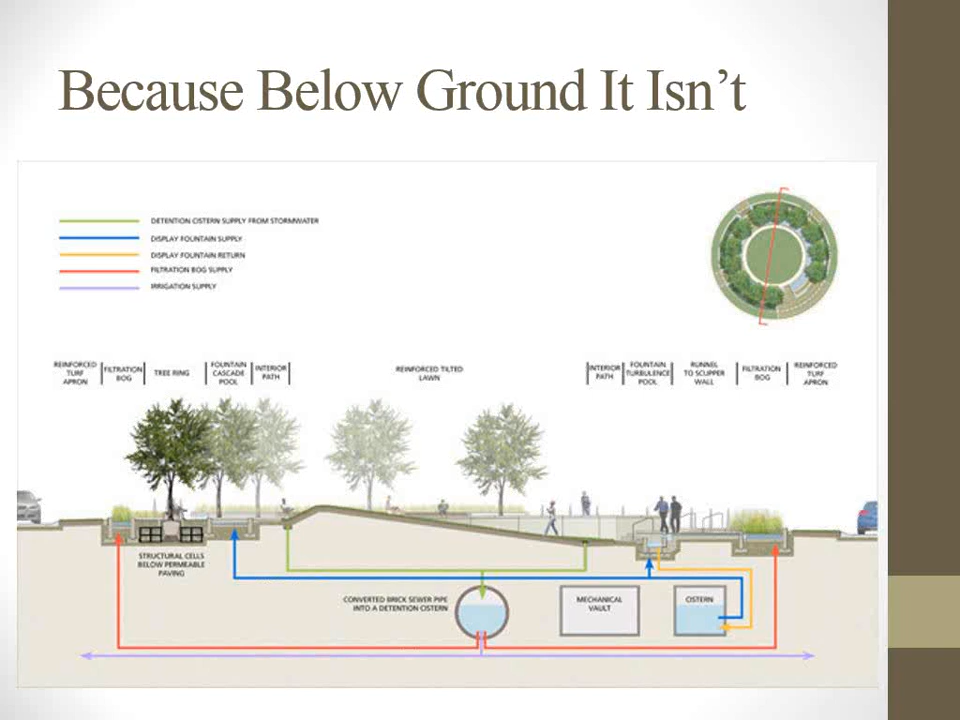 Because Below Ground It Isn’t
DETENTION CISTERN SUPPLY FROM STORMWATER
DISPLAY FOUNTAIN SUPPLY
DISPLAY FOUNTAIN RETURN
FILTRATION BOG SUPPLY
IRRIGATION SUPPLY
REINFORCED
TURF
APRON
FILTRATION
BOG
TREE RING
FOUNTAIN
CASCADE
POOL
INTERIOR
PATH
REINFORCED TILTED
LAWN
INTERIOR
PATH
FOUNTAIN
TURBULENCE
POOL
RUNNEL
TO SCUPPER
WALL
FILTRATION
BOG
REINFORCED
TURF
APRON
STRUCTURAL CELLS
BELOW PERMEABLE
PAVING
CONVERTED BRICK SEWER PIPE
INTO A DETENTION CISTERN
MECHANICAL
VAULT
CISTERN